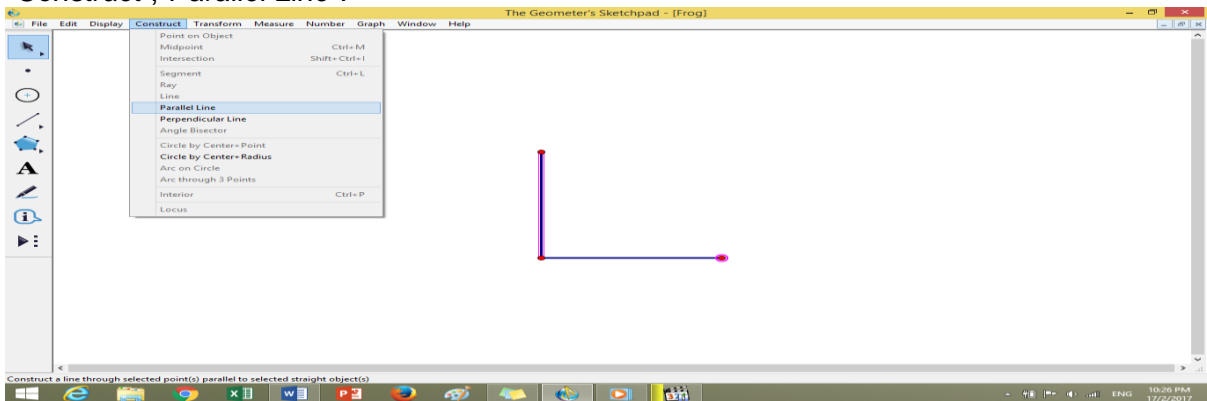 Construct , Parallel Line .
The Geometer's Sketchpad - [Frog]
File Edit Display Construct Transform Measure Number Graph Window Help
Point on Object
Midpoint Ctrl+M
Intersection Shift+Ctrl+I
Segment Ctrl+L
Ray
Line
Parallel Line
Perpendicular Line
Angle Bisector
Circle by Center+Point
Circle by Center+Radius
Arc on Circle
Arc through 3 Points
Interior Ctrl+P
Locus
A
Construct a line through selected point(s) parallel to selected straight object(s)
ENG 10:26 PM
17/2/2017